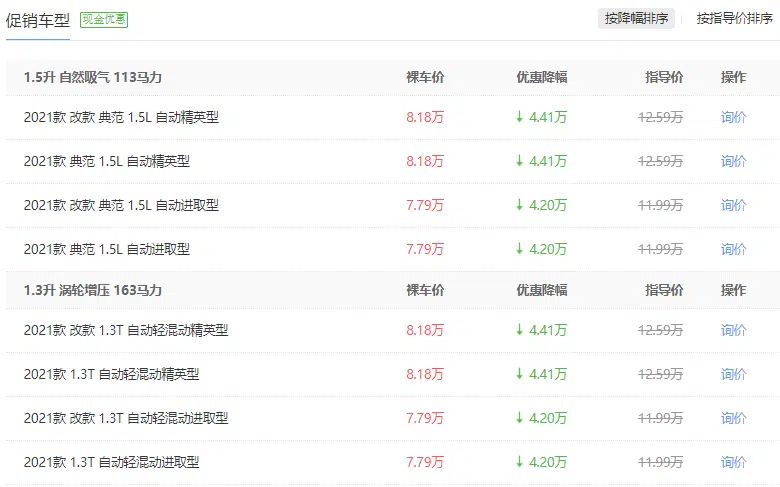 促销车型 现金优惠 按降幅排序 按指导价排序
1.5升 自然吸气 113马力 裸车价 优惠降幅 指导价 操作
2021款 改款 典范 1.5L 自动精英型 8.18万 ↓ 4.41万 12.59万 询价
2021款 典范 1.5L 自动精英型 8.18万 ↓ 4.41万 12.59万 询价
2021款 改款 典范 1.5L 自动进取型 7.79万 ↓ 4.20万 11.99万 询价
2021款 典范 1.5L 自动进取型 7.79万 ↓ 4.20万 11.99万 询价
1.3升 涡轮增压 163马力 裸车价 优惠降幅 指导价 操作
2021款 改款 1.3T 自动轻混动精英型 8.18万 ↓ 4.41万 12.59万 询价
2021款 1.3T 自动轻混动精英型 8.18万 ↓ 4.41万 12.59万 询价
2021款 改款 1.3T 自动轻混动进取型 7.79万 ↓ 4.20万 11.99万 询价
2021款 1.3T 自动轻混动进取型 7.79万 ↓ 4.20万 11.99万 询价